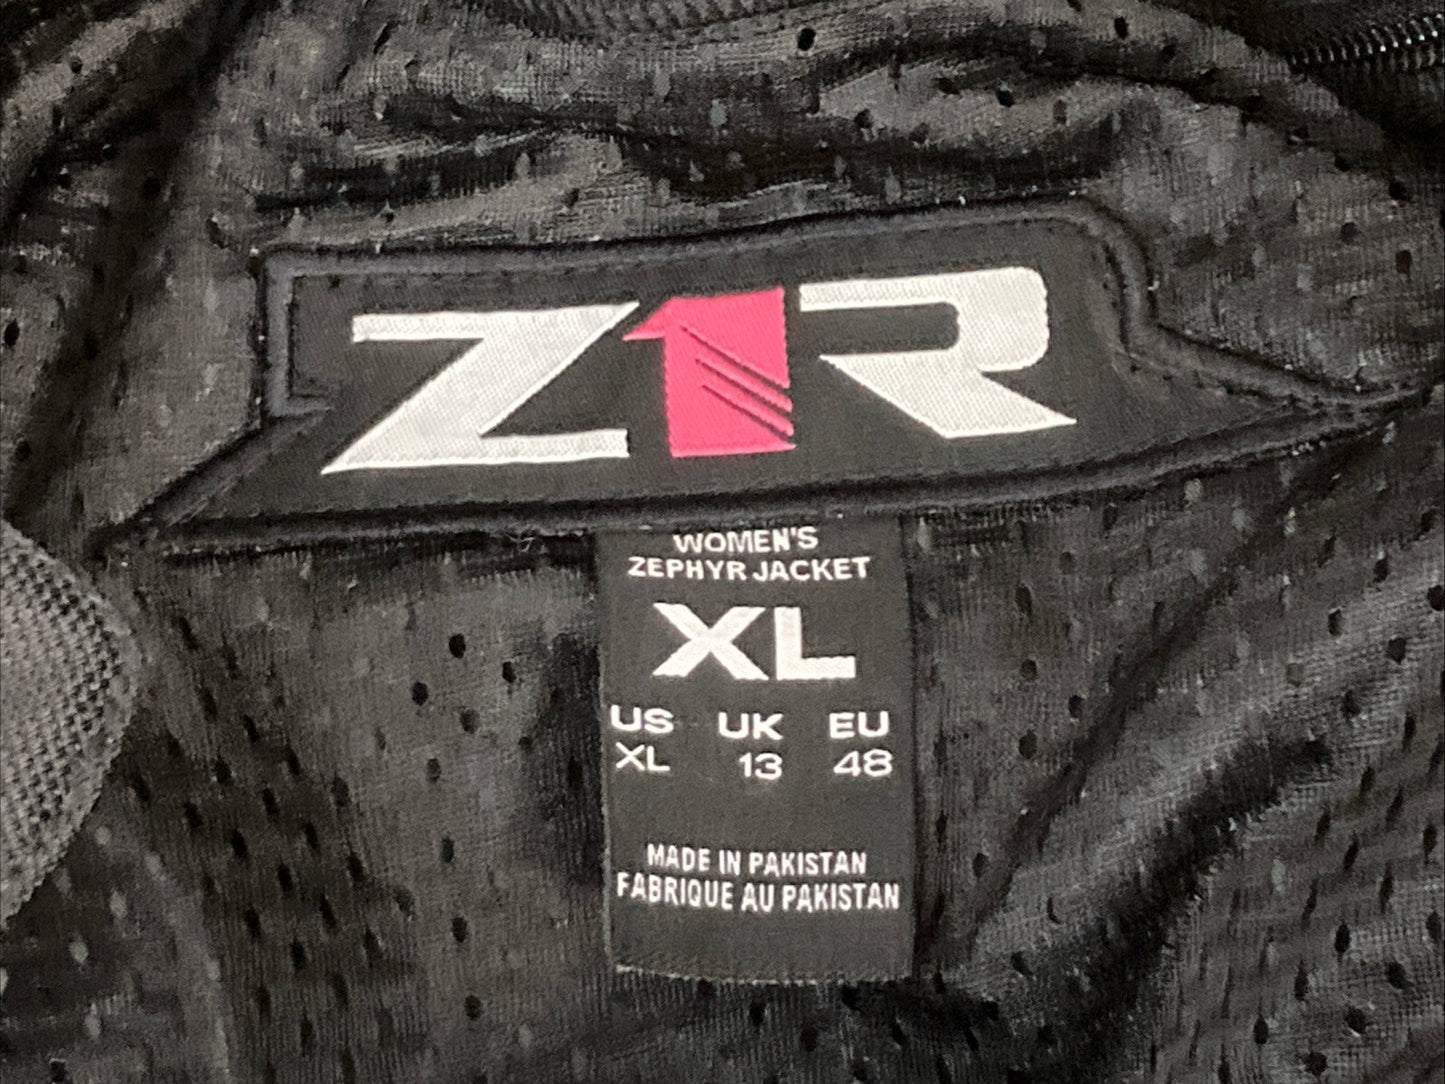 Z1R
WOMEN'S
ZEPHYR JACKET
XL
US UK EU
XL 13 48
MADE IN PAKISTAN
FABRIQUE AU PAKISTAN